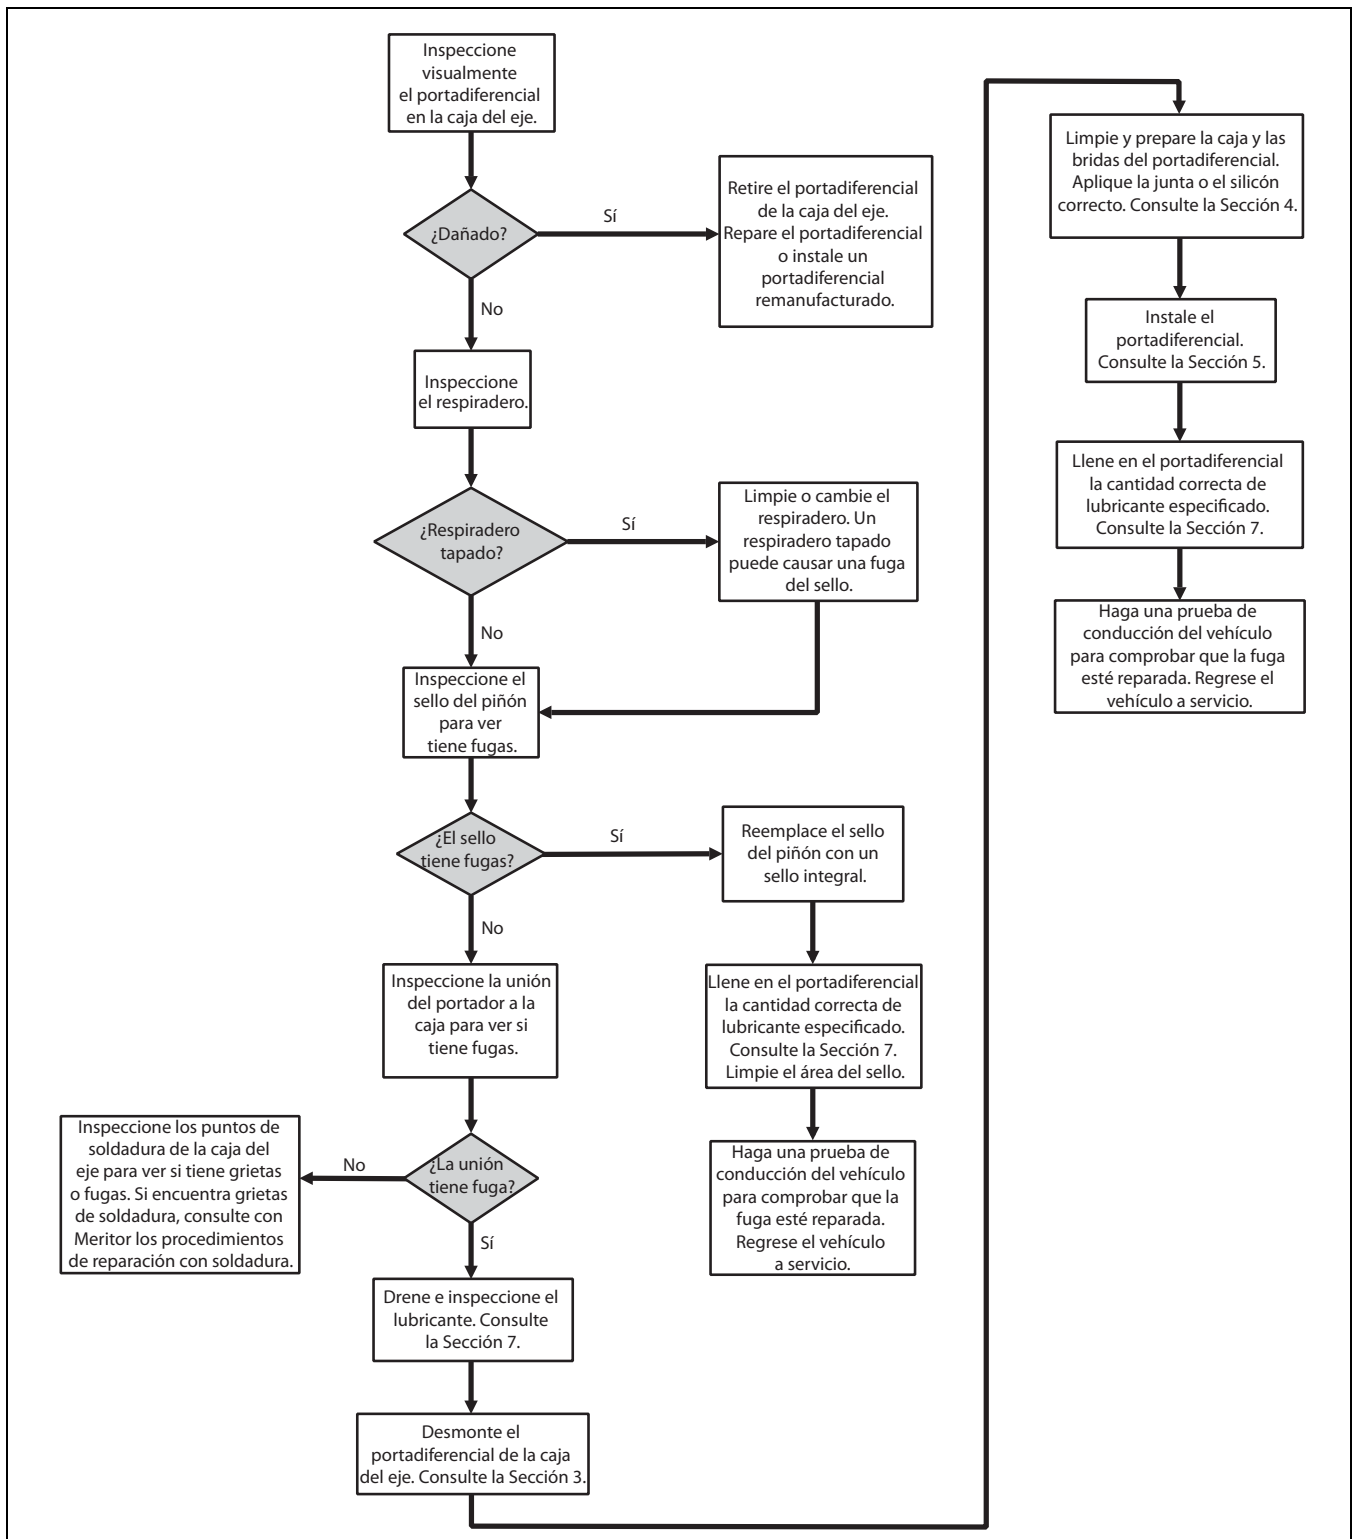 Inspeccione
visualmente
el portadiferencial
en la caja del eje.
¿Dañado?
Sí
Retire el portadiferencial
de la caja del eje.
Repare el portadiferencial
o instale un
portadiferencial
remanufacturado.
No
Inspeccione
el respiradero.
¿Respiradero
tapado?
Sí
Limpie o cambie el
respiradero. Un
respiradero tapado
puede causar una fuga
del sello.
No
Inspeccione el
sello del piñón
para ver
tiene fugas.
¿El sello
tiene fugas?
Sí
Reemplace el sello
del piñón con un
sello integral.
Llene en el portadiferencial
la cantidad correcta de
lubricante especificado.
Consulte la Sección 7.
Limpie el área del sello.
Haga una prueba de
conducción del vehículo
para comprobar que la
fuga esté reparada.
Regrese el vehículo
a servicio.
No
Inspeccione la unión
del portador a la
caja para ver si
tiene fugas.
¿La unión
tiene fuga?
No
Inspeccione los puntos de
soldadura de la caja del
eje para ver si tiene grietas
o fugas. Si encuentra grietas
de soldadura, consulte con
Meritor los procedimientos
de reparación con soldadura.
Sí
Drene e inspeccione el
lubricante. Consulte
la Sección 7.
Desmonte el
portadiferencial de la caja
del eje. Consulte la Sección 3.
Limpie y prepare la caja y las
bridas del portadiferencial.
Aplique la junta o el silicón
correcto. Consulte la Sección 4.
Instale el
portadiferencial.
Consulte la Sección 5.
Llene en el portadiferencial
la cantidad correcta de
lubricante especificado.
Consulte la Sección 7.
Haga una prueba de
conducción del vehículo
para comprobar que la fuga
esté reparada. Regrese el
vehículo a servicio.